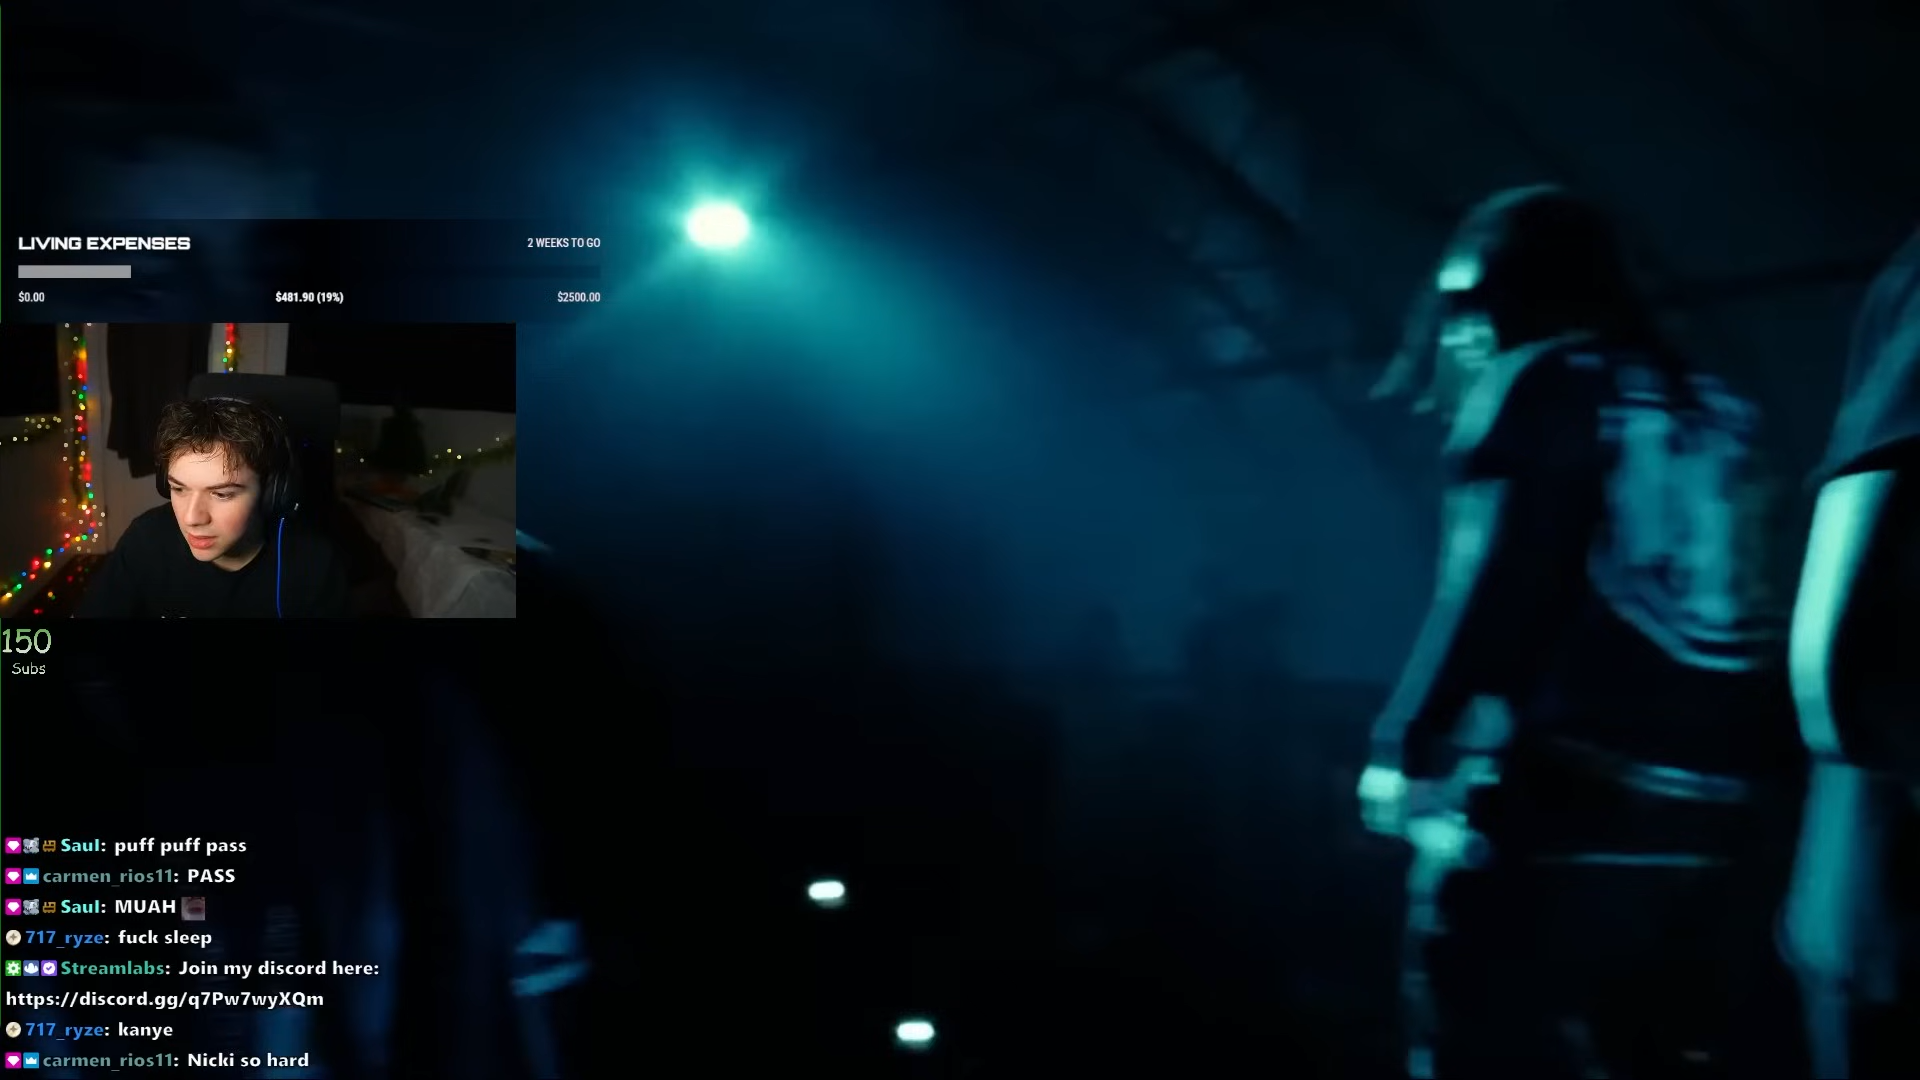 LIVING EXPENSES
2 WEEKS TO GO
$0.00
$481.90 (19%)
$2500.00
150
Subs
Saul: puff puff pass
carmen_rios11: PASS
Saul: MUAH
717_ryze: fuck sleep
Streamlabs: Join my discord here:
https://discord.gg/q7Pw7wyXQm
717_ryze: kanye
carmen_rios11: Nicki so hard